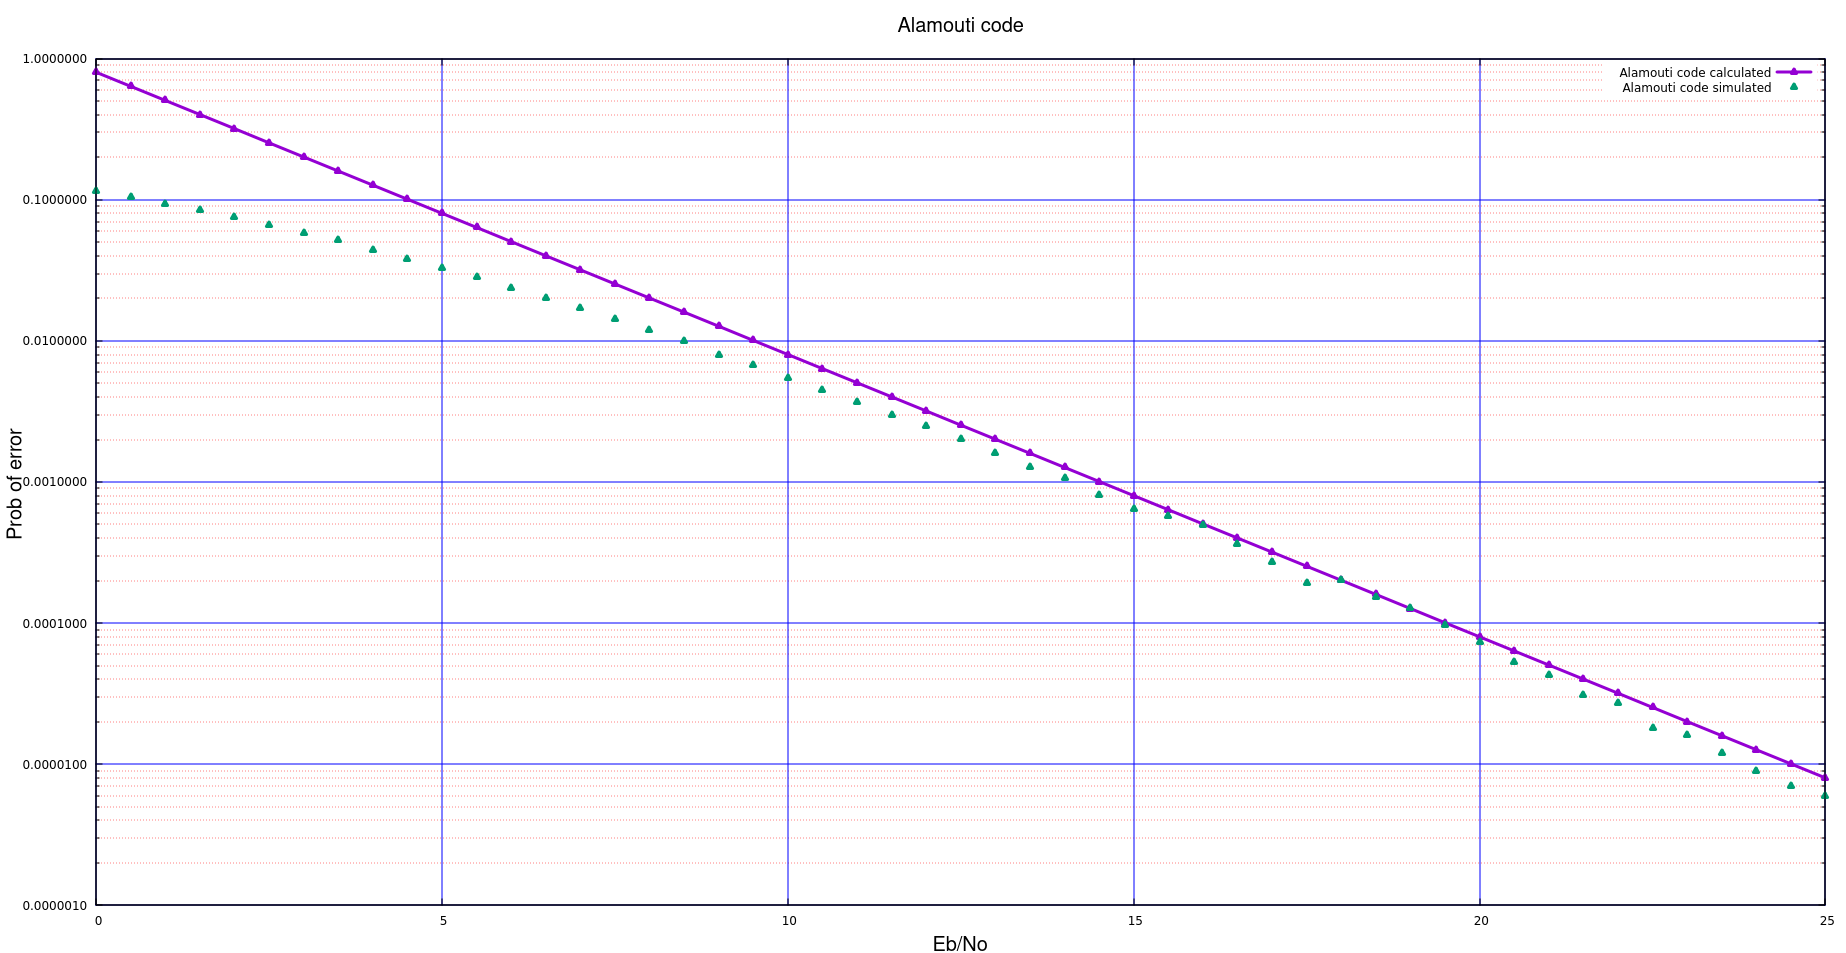 Alamouti code
1.0000000
Alamouti code calculated
Alamouti code simulated
0.1000000
0.0100000
Prob of error
0.0010000
0.0001000
0.0000100
0.0000010
0 5 10 15 20 25
Eb/No